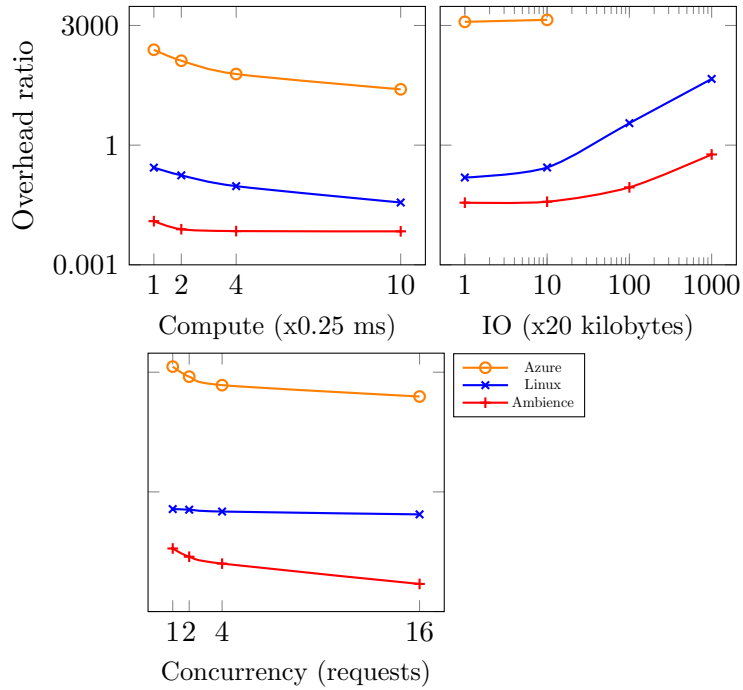 3000
1
0.001
Overhead ratio
1 2 4 10
Compute (x0.25 ms)
1 10 100 1000
IO (x20 kilobytes)
Azure
Linux
Ambience
1 2 4 16
Concurrency (requests)